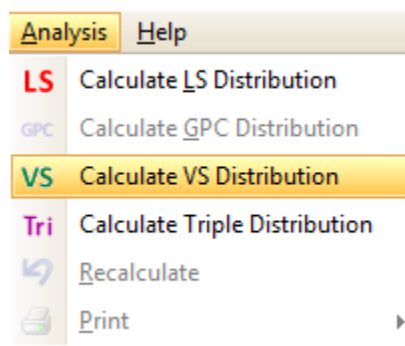 Analysis Help
LS Calculate LS Distribution
GPC Calculate GPC Distribution
VS Calculate VS Distribution
Tri Calculate Triple Distribution
Recalculate
Print